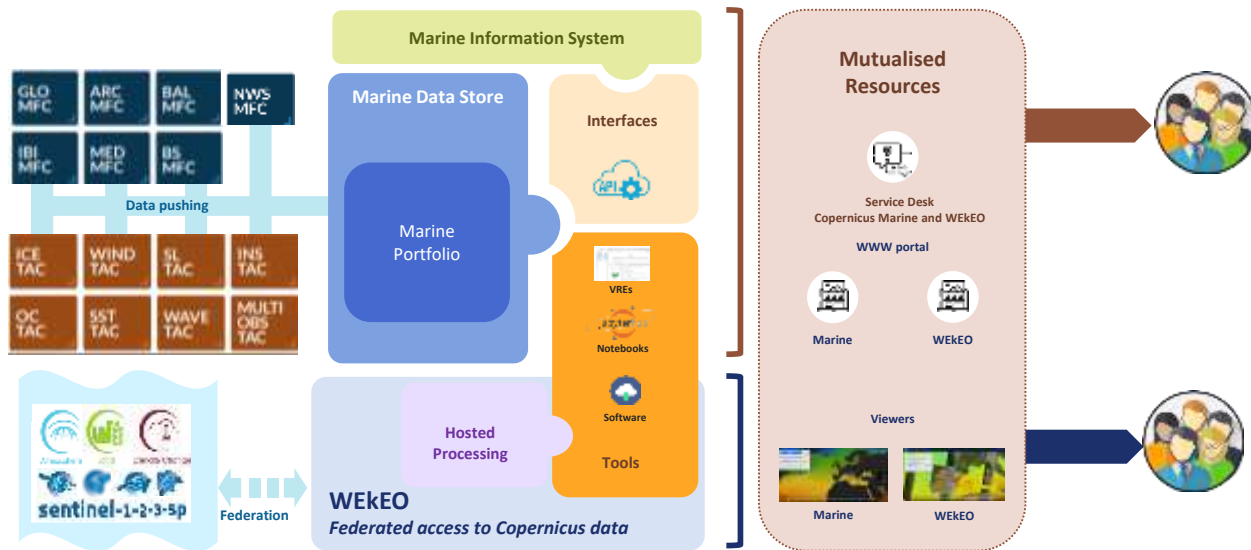 Marine Information System
GLO
MFC
ARC
MFC
BAL
MFC
NWS
MFC
IBI
MFC
MED
MFC
BS
MFC
Data pushing
ICE
TAC
WIND
TAC
SL
TAC
INS
TAC
OC
TAC
SST
TAC
WAVE
TAC
MULTI
OBS
TAC
Marine Data Store
Marine
Portfolio
Interfaces
API
VREs
Notebooks
Software
Tools
Hosted
Processing
WEkEO
Federated access to Copernicus data
Climate Change
sentinel-1-2-3-5p
Federation
Mutualised
Resources
Service Desk
Copernicus Marine and WEkEO
WWW portal
Marine
WEkEO
Viewers
Marine
WEkEO